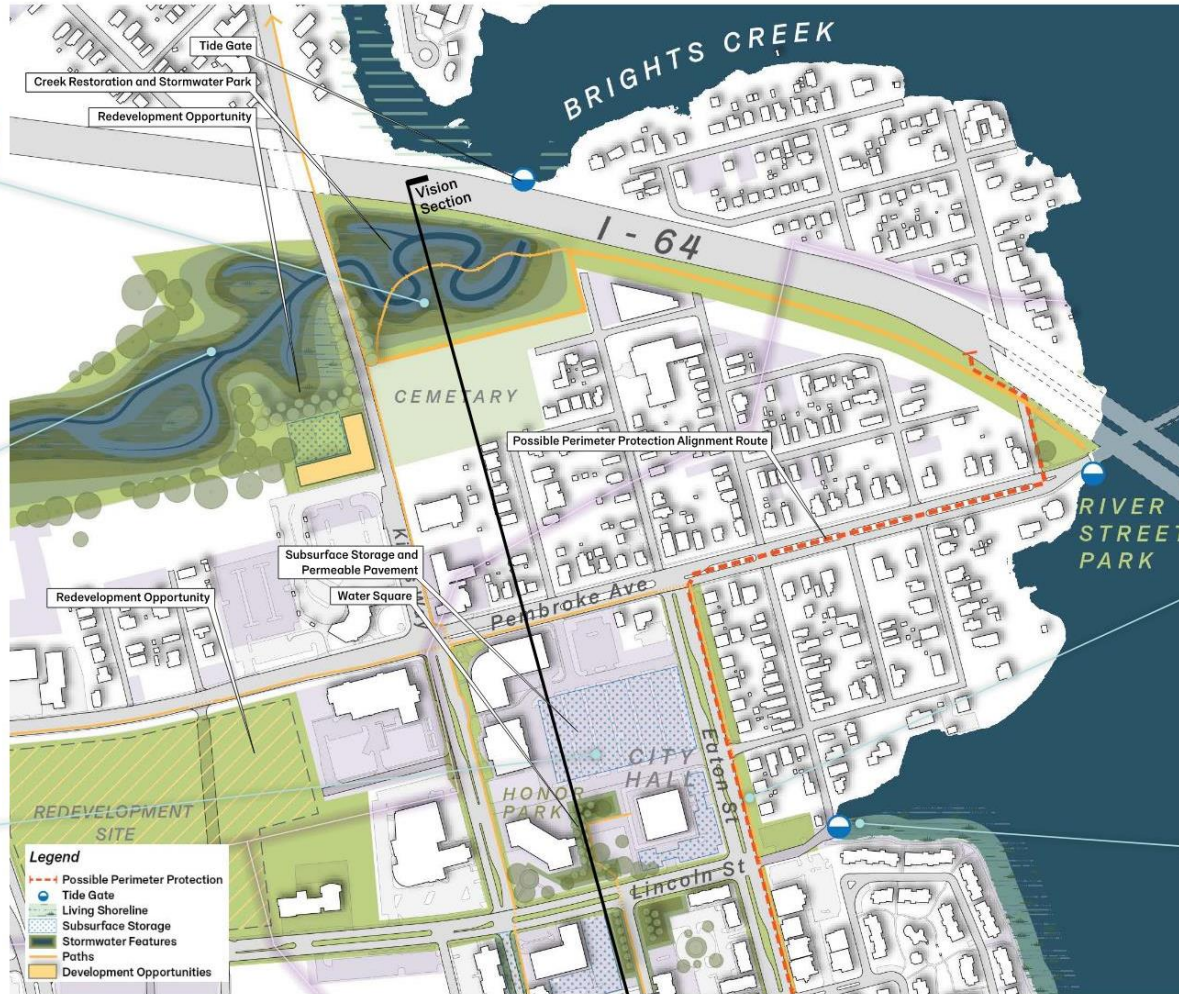 Tide Gate
Creek Restoration and Stormwater Park
Redevelopment Opportunity
BRIGHTS CREEK
Vision
Section
I - 64
CEMETARY
Possible Perimeter Protection Alignment Route
RIVER
STREET
PARK
Subsurface Storage and
Permeable Pavement
Water Square
Redevelopment Opportunity
Pembroke Ave
Eaton St
CITY
HALL
HONOR
PARK
REDEVELOPMENT
SITE
Lincoln St
Legend
Possible Perimeter Protection
Tide Gate
Living Shoreline
Subsurface Storage
Stormwater Features
Paths
Development Opportunities